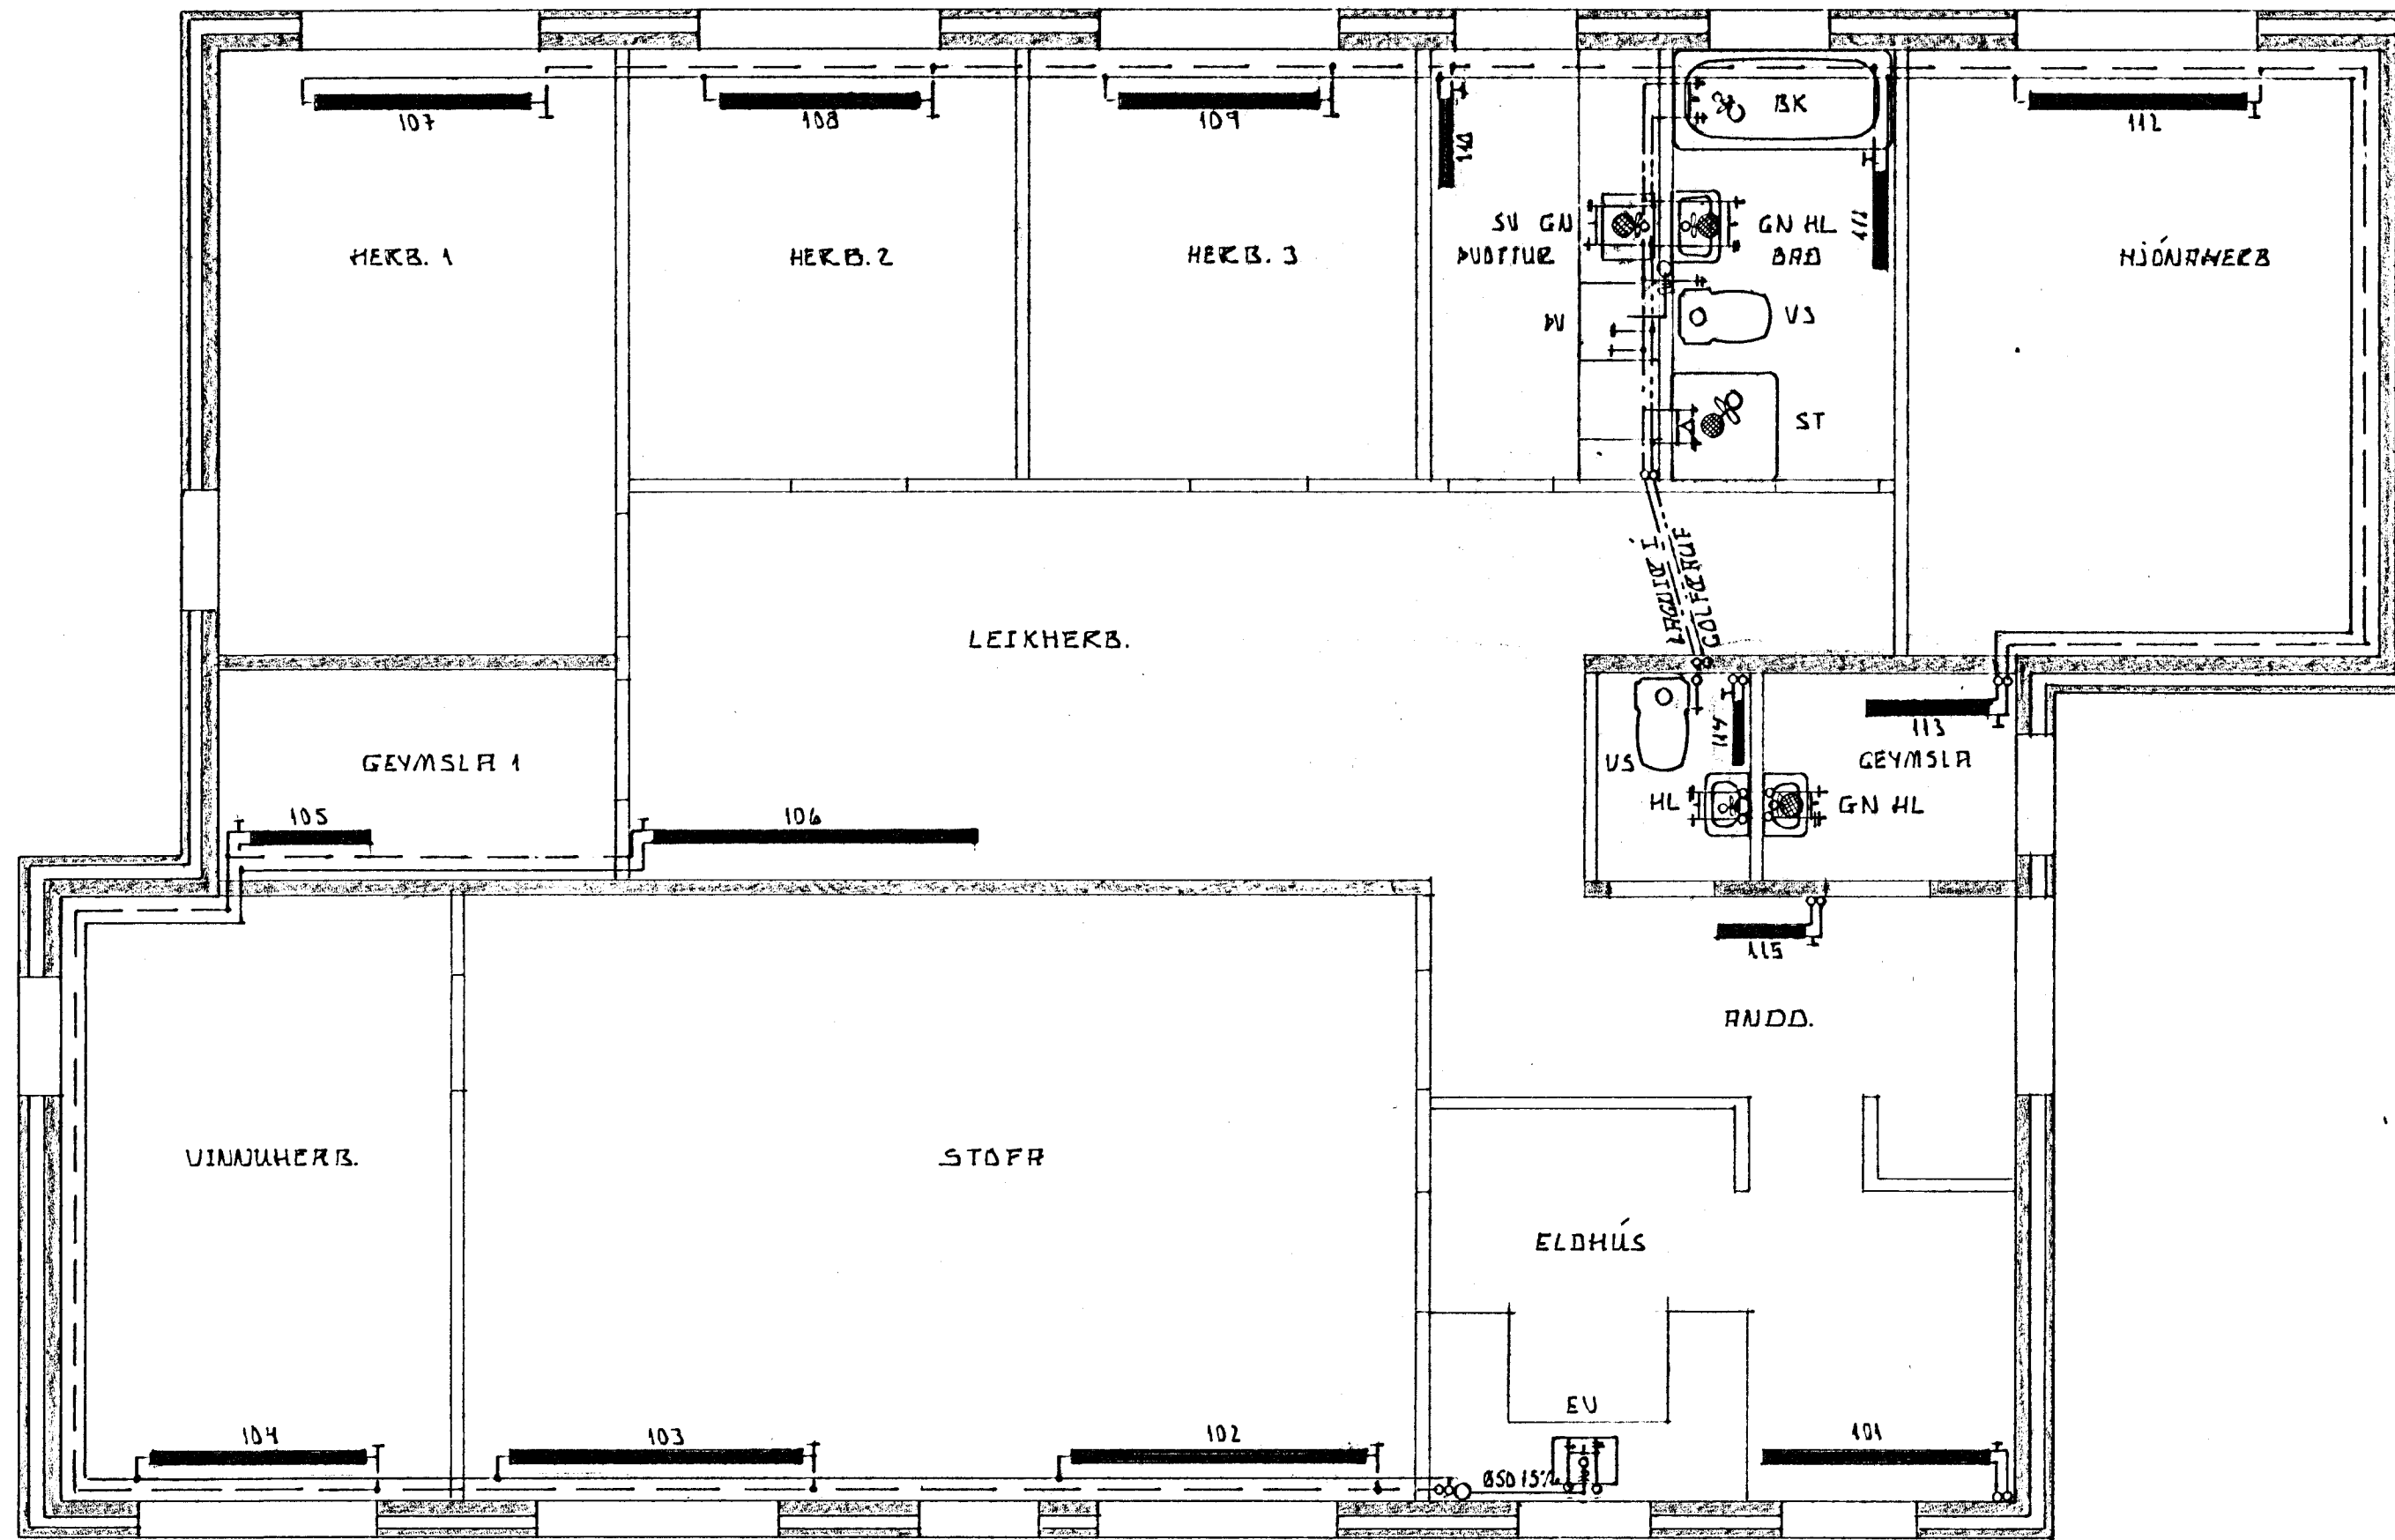 107
108
109
110
112
HERB. 1
HERB. 2
HERB. 3
SV GN
ÞVOTTUR
ÞV
BK
GN HL
BAÐ
111
VS
ST
HJÓNAHERB
LAGNIR Í
GÓLFRAUF
LEIKHERB.
GEYMSLA 1
105
106
VS
114
HL
113
GEYMSLA
GN HL
115
ANDD.
VINNUHERB.
STOFA
ELDHÚS
EV
104
103
102
Ø50 15‰
101